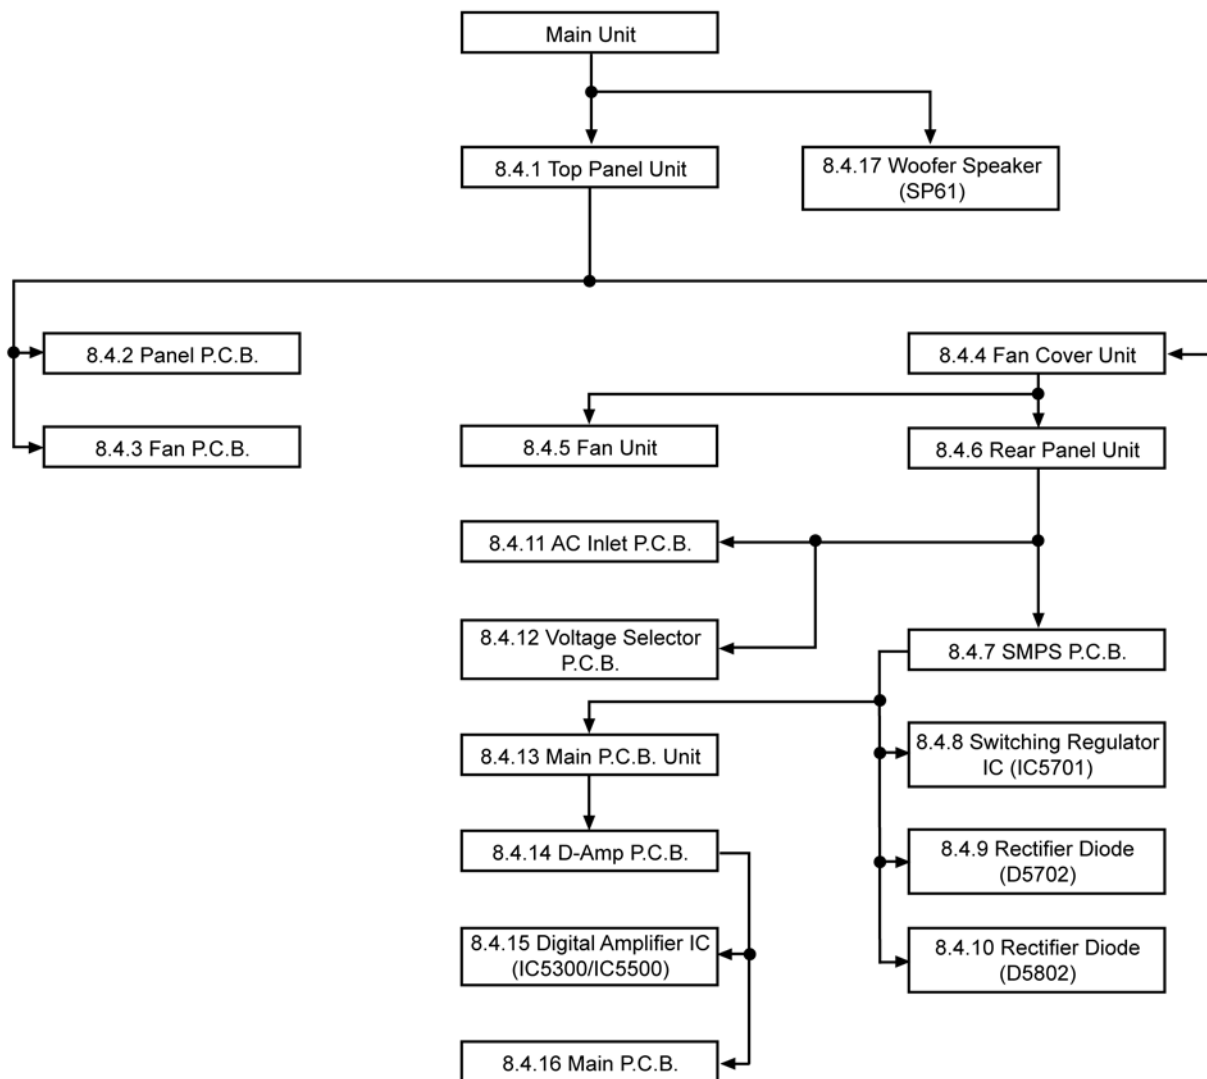 Main Unit
8.4.1 Top Panel Unit
8.4.17 Woofer Speaker
(SP61)
8.4.2 Panel P.C.B.
8.4.4 Fan Cover Unit
8.4.3 Fan P.C.B.
8.4.5 Fan Unit
8.4.6 Rear Panel Unit
8.4.11 AC Inlet P.C.B.
8.4.12 Voltage Selector
P.C.B.
8.4.7 SMPS P.C.B.
8.4.13 Main P.C.B. Unit
8.4.8 Switching Regulator
IC (IC5701)
8.4.14 D-Amp P.C.B.
8.4.9 Rectifier Diode
(D5702)
8.4.15 Digital Amplifier IC
(IC5300/IC5500)
8.4.10 Rectifier Diode
(D5802)
8.4.16 Main P.C.B.